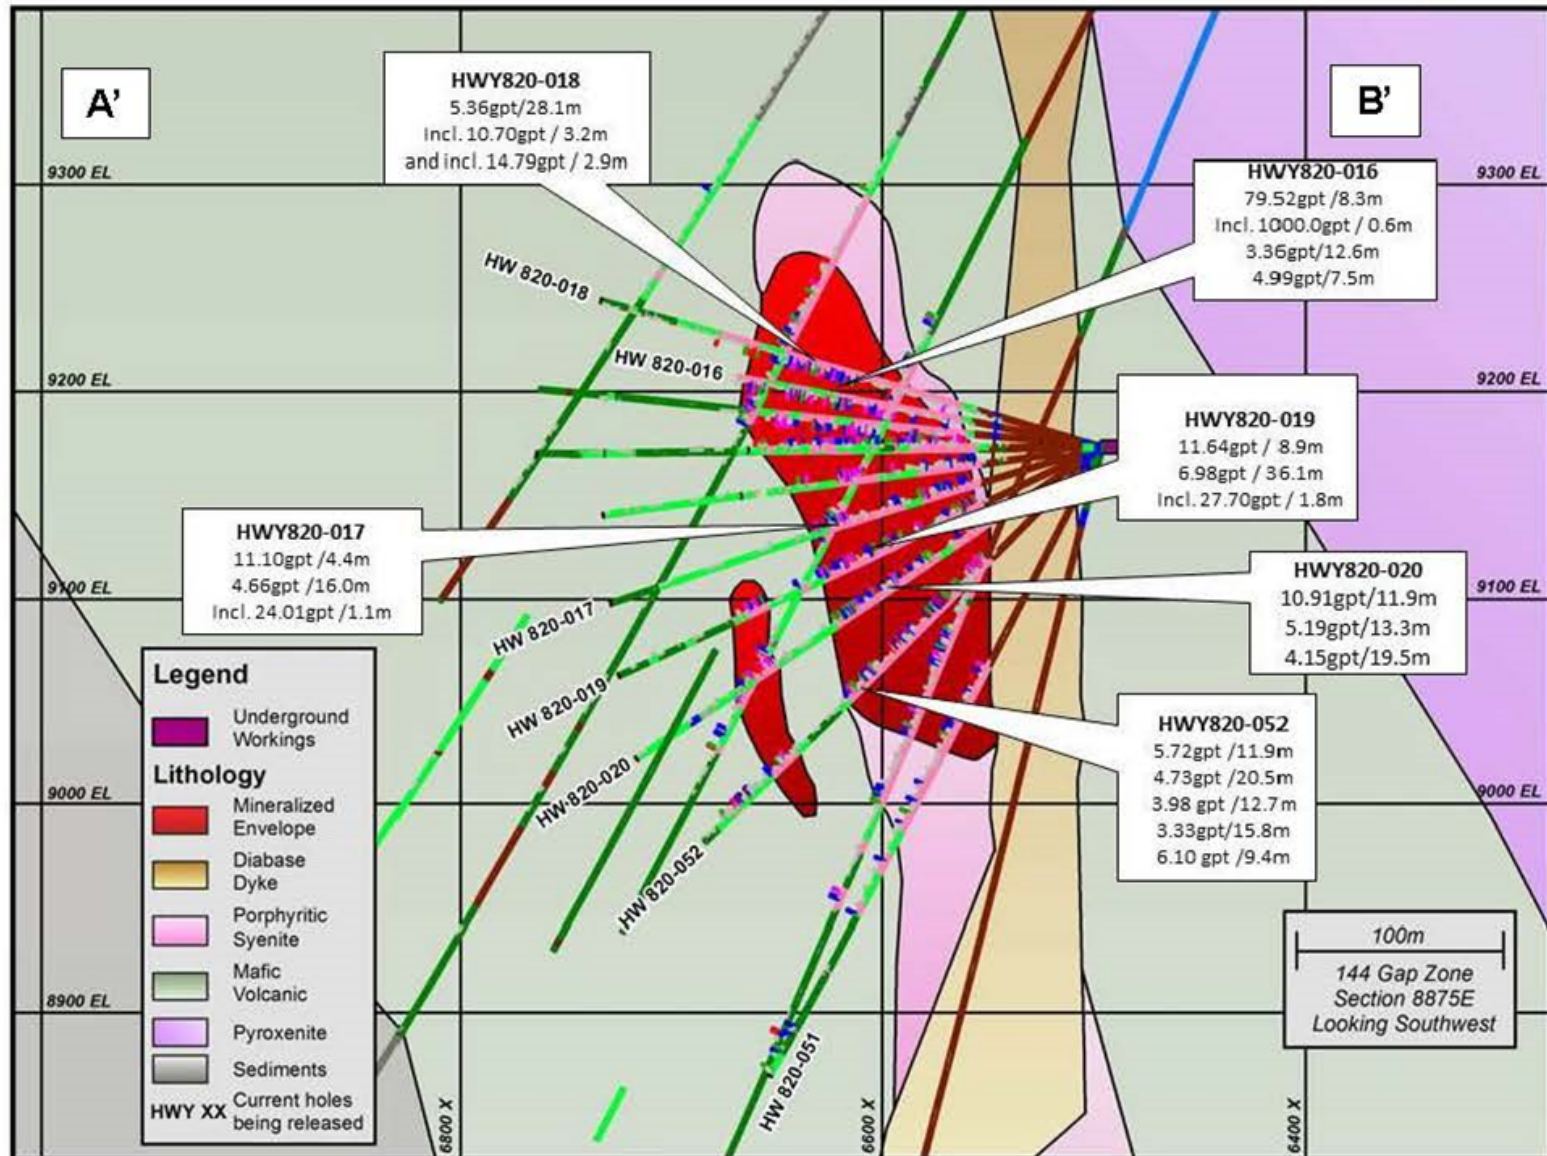 A'
B'
HWY820-018
5.36gpt/28.1m
Incl. 10.70gpt / 3.2m
and incl. 14.79gpt / 2.9m
9300 EL
9300 EL
HWY820-016
79.52gpt /8.3m
Incl. 1000.0gpt / 0.6m
3.36gpt/12.6m
4.99gpt/7.5m
HW 820-018
HW 820-016
9200 EL
9200 EL
HWY820-019
11.64gpt / 8.9m
6.98gpt / 36.1m
Incl. 27.70gpt / 1.8m
HWY820-017
11.10gpt /4.4m
4.66gpt /16.0m
Incl. 24.01gpt /1.1m
9100 EL
9100 EL
HWY820-020
10.91gpt/11.9m
5.19gpt/13.3m
4.15gpt/19.5m
HW 820-017
HW 820-019
HW 820-020
HW 820-052
HW 820-051
HWY820-052
5.72gpt /11.9m
4.73gpt /20.5m
3.98 gpt /12.7m
3.33gpt/15.8m
6.10 gpt /9.4m
9000 EL
9000 EL
8900 EL
Legend
Underground
Workings
Lithology
Mineralized
Envelope
Diabase
Dyke
Porphyritic
Syenite
Mafic
Volcanic
Pyroxenite
Sediments
HWY XX Current holes
being released
6800 X
6600 X
6400 X
100m
144 Gap Zone
Section 8875E
Looking Southwest